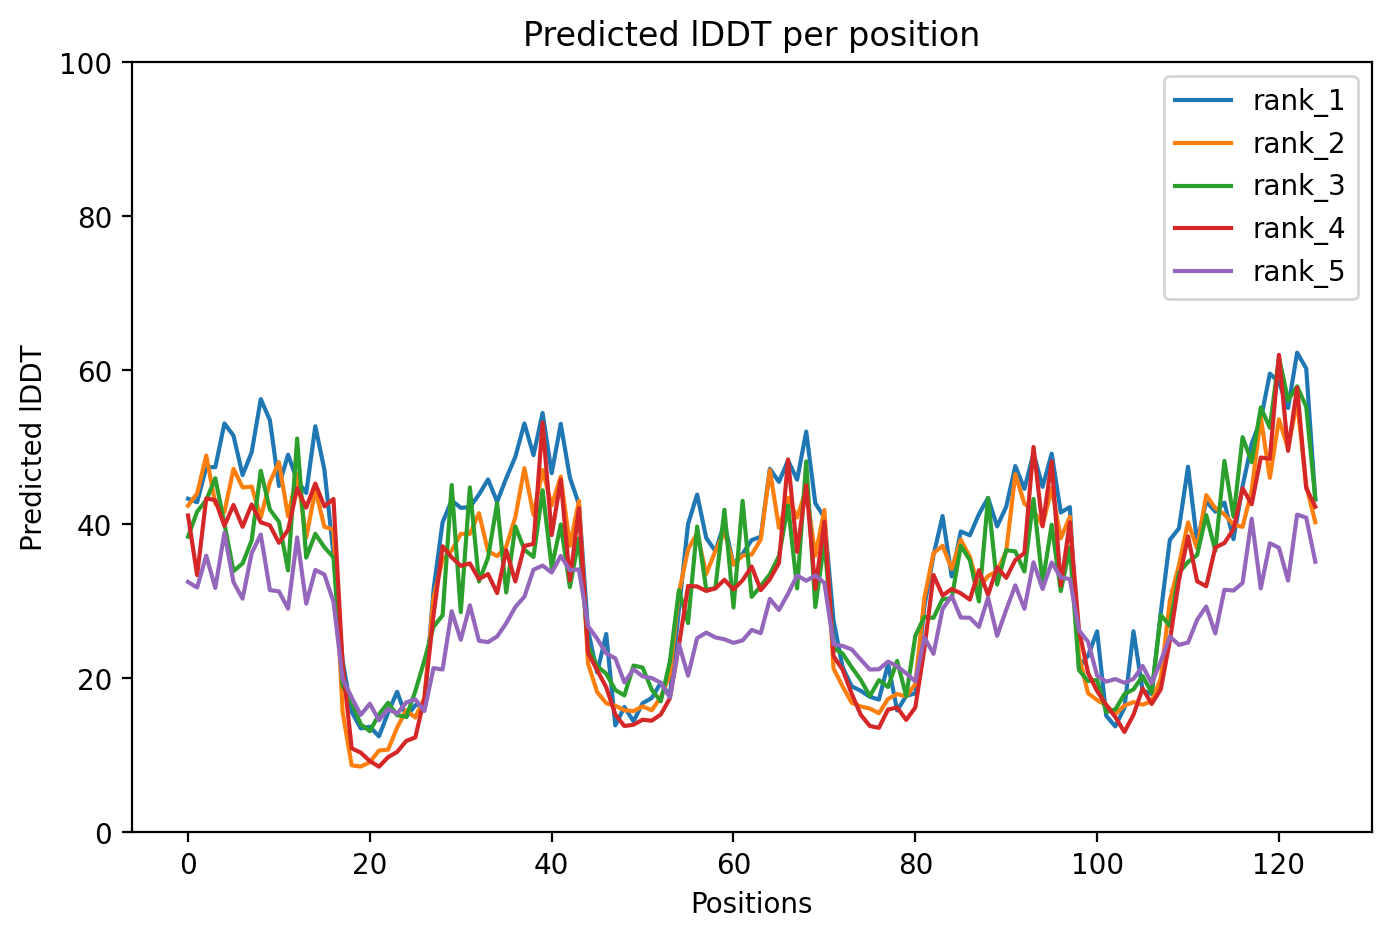 Predicted lDDT per position
100
80
60
40
20
0
Predicted lDDT
0 20 40 60 80 100 120
Positions
rank_1
rank_2
rank_3
rank_4
rank_5